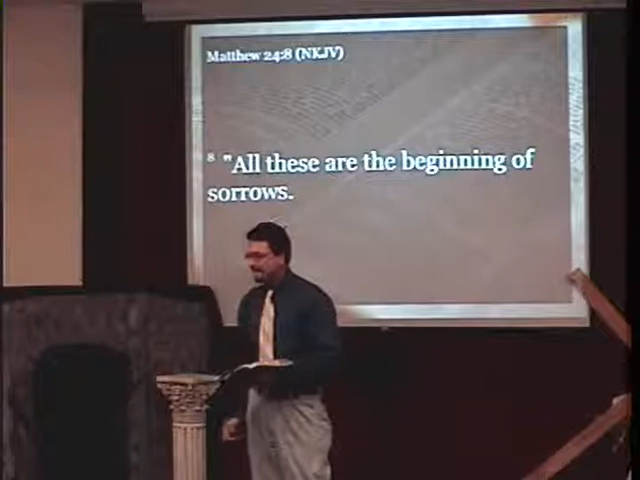 Matthew 24:8 (NKJV)
8 "All these are the beginning of
sorrows.